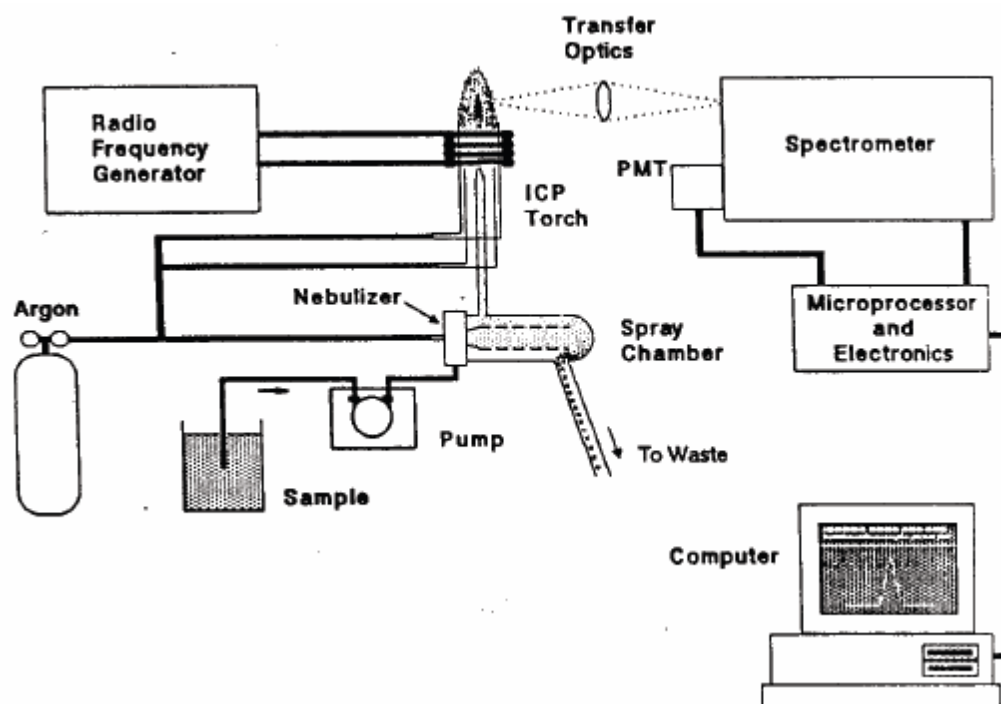 Transfer
Optics
Radio
Frequency
Generator
Spectrometer
PMT
ICP
Torch
Argon
Nebulizer
Microprocessor
and
Electronics
Spray
Chamber
Pump
To Waste
Sample
Computer